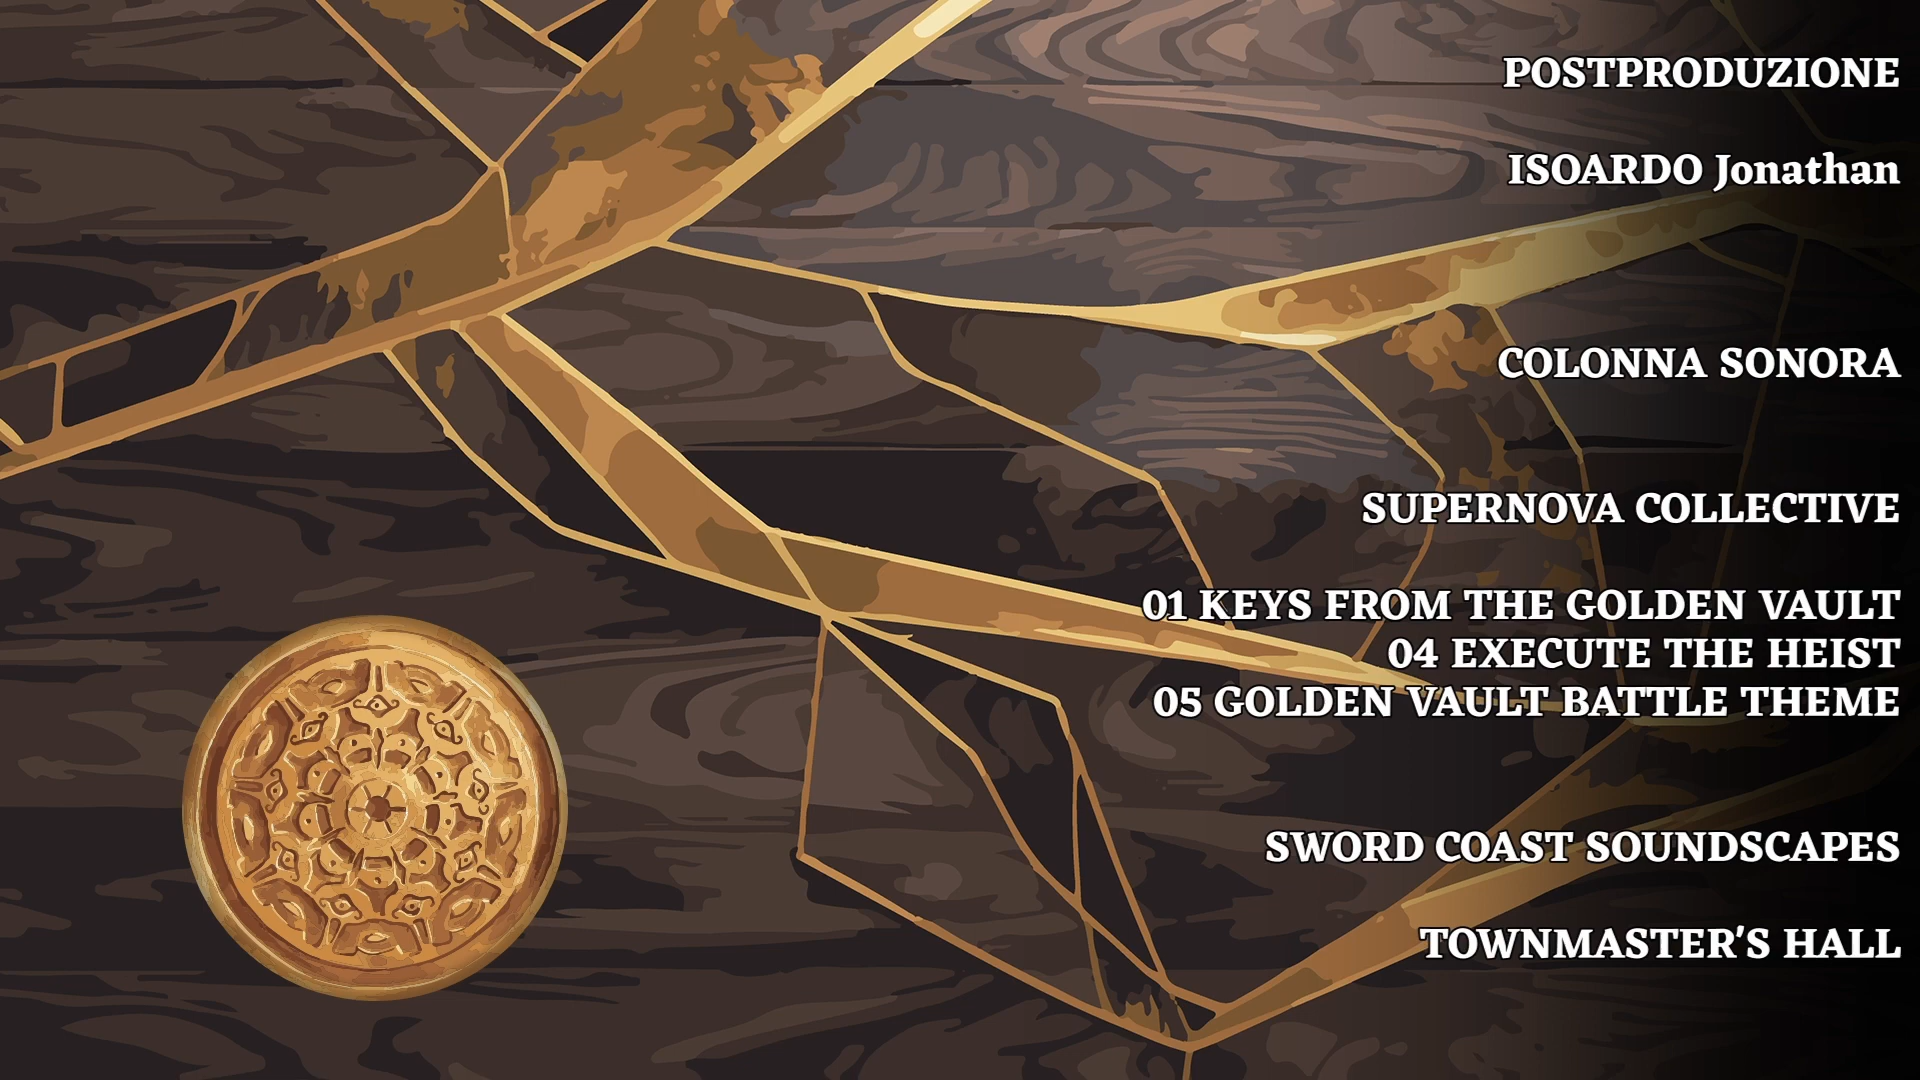 POSTPRODUZIONE
ISOARDO Jonathan
COLONNA SONORA
SUPERNOVA COLLECTIVE
01 KEYS FROM THE GOLDEN VAULT
04 EXECUTE THE HEIST
05 GOLDEN VAULT BATTLE THEME
SWORD COAST SOUNDSCAPES
TOWNMASTER'S HALL